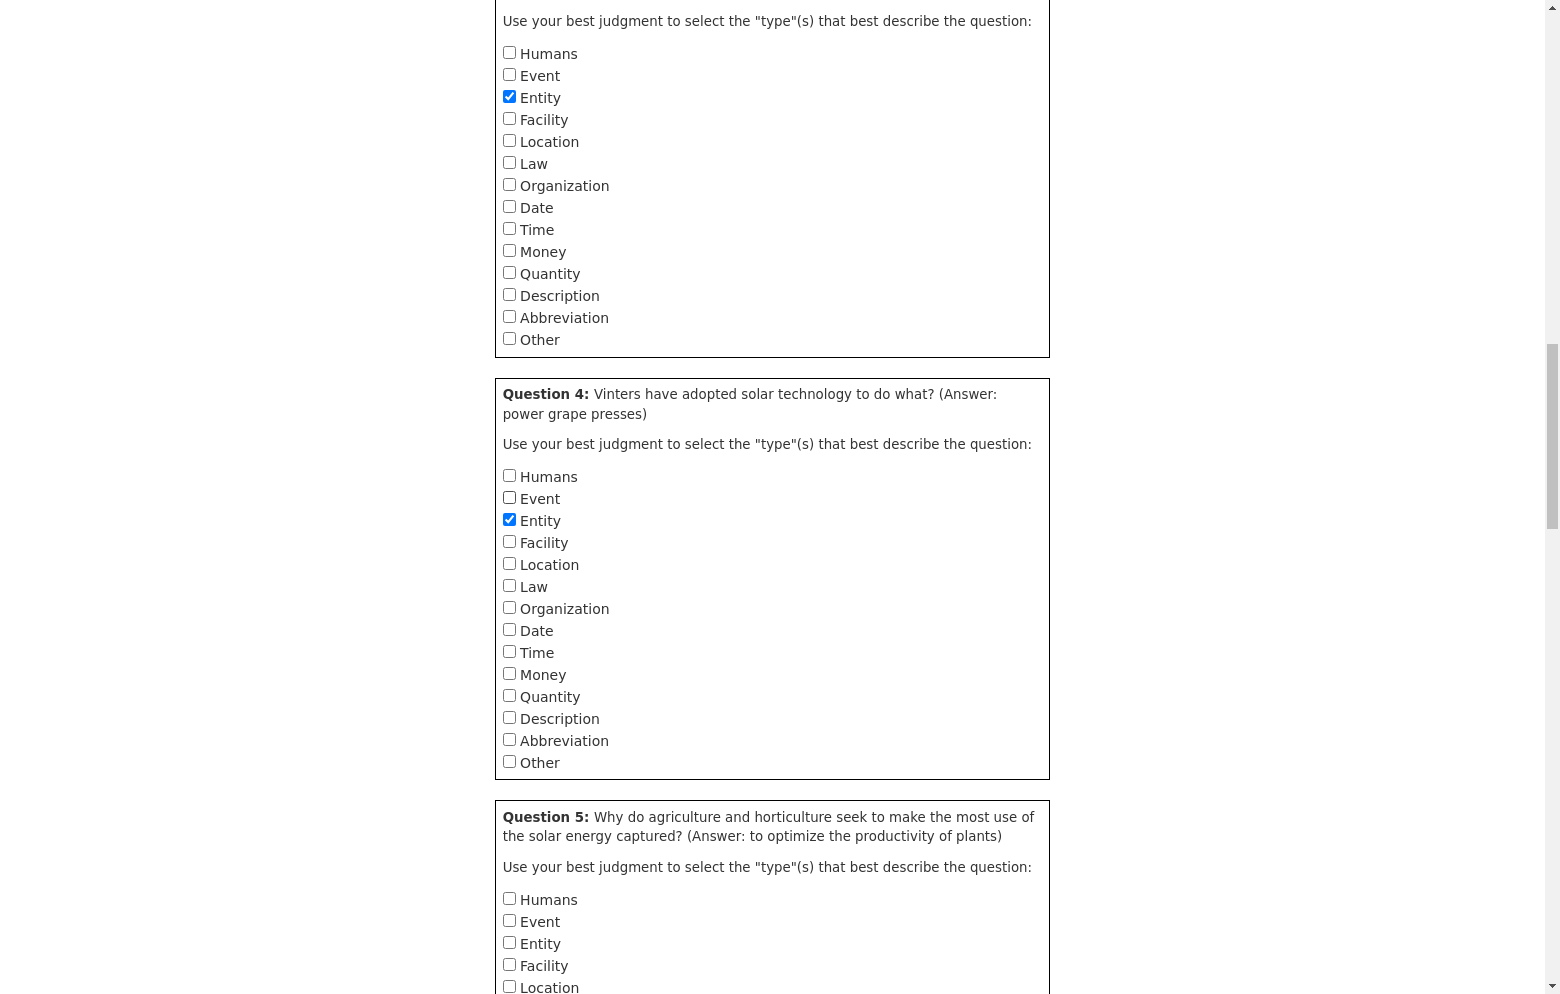 Use your best judgment to select the "type"(s) that best describe the question:
Humans
Event
Entity
Facility
Location
Law
Organization
Date
Time
Money
Quantity
Description
Abbreviation
Other
Question 4: Vinters have adopted solar technology to do what? (Answer:
power grape presses)
Use your best judgment to select the "type"(s) that best describe the question:
Humans
Event
Entity
Facility
Location
Law
Organization
Date
Time
Money
Quantity
Description
Abbreviation
Other
Question 5: Why do agriculture and horticulture seek to make the most use of
the solar energy captured? (Answer: to optimize the productivity of plants)
Use your best judgment to select the "type"(s) that best describe the question:
Humans
Event
Entity
Facility
Location